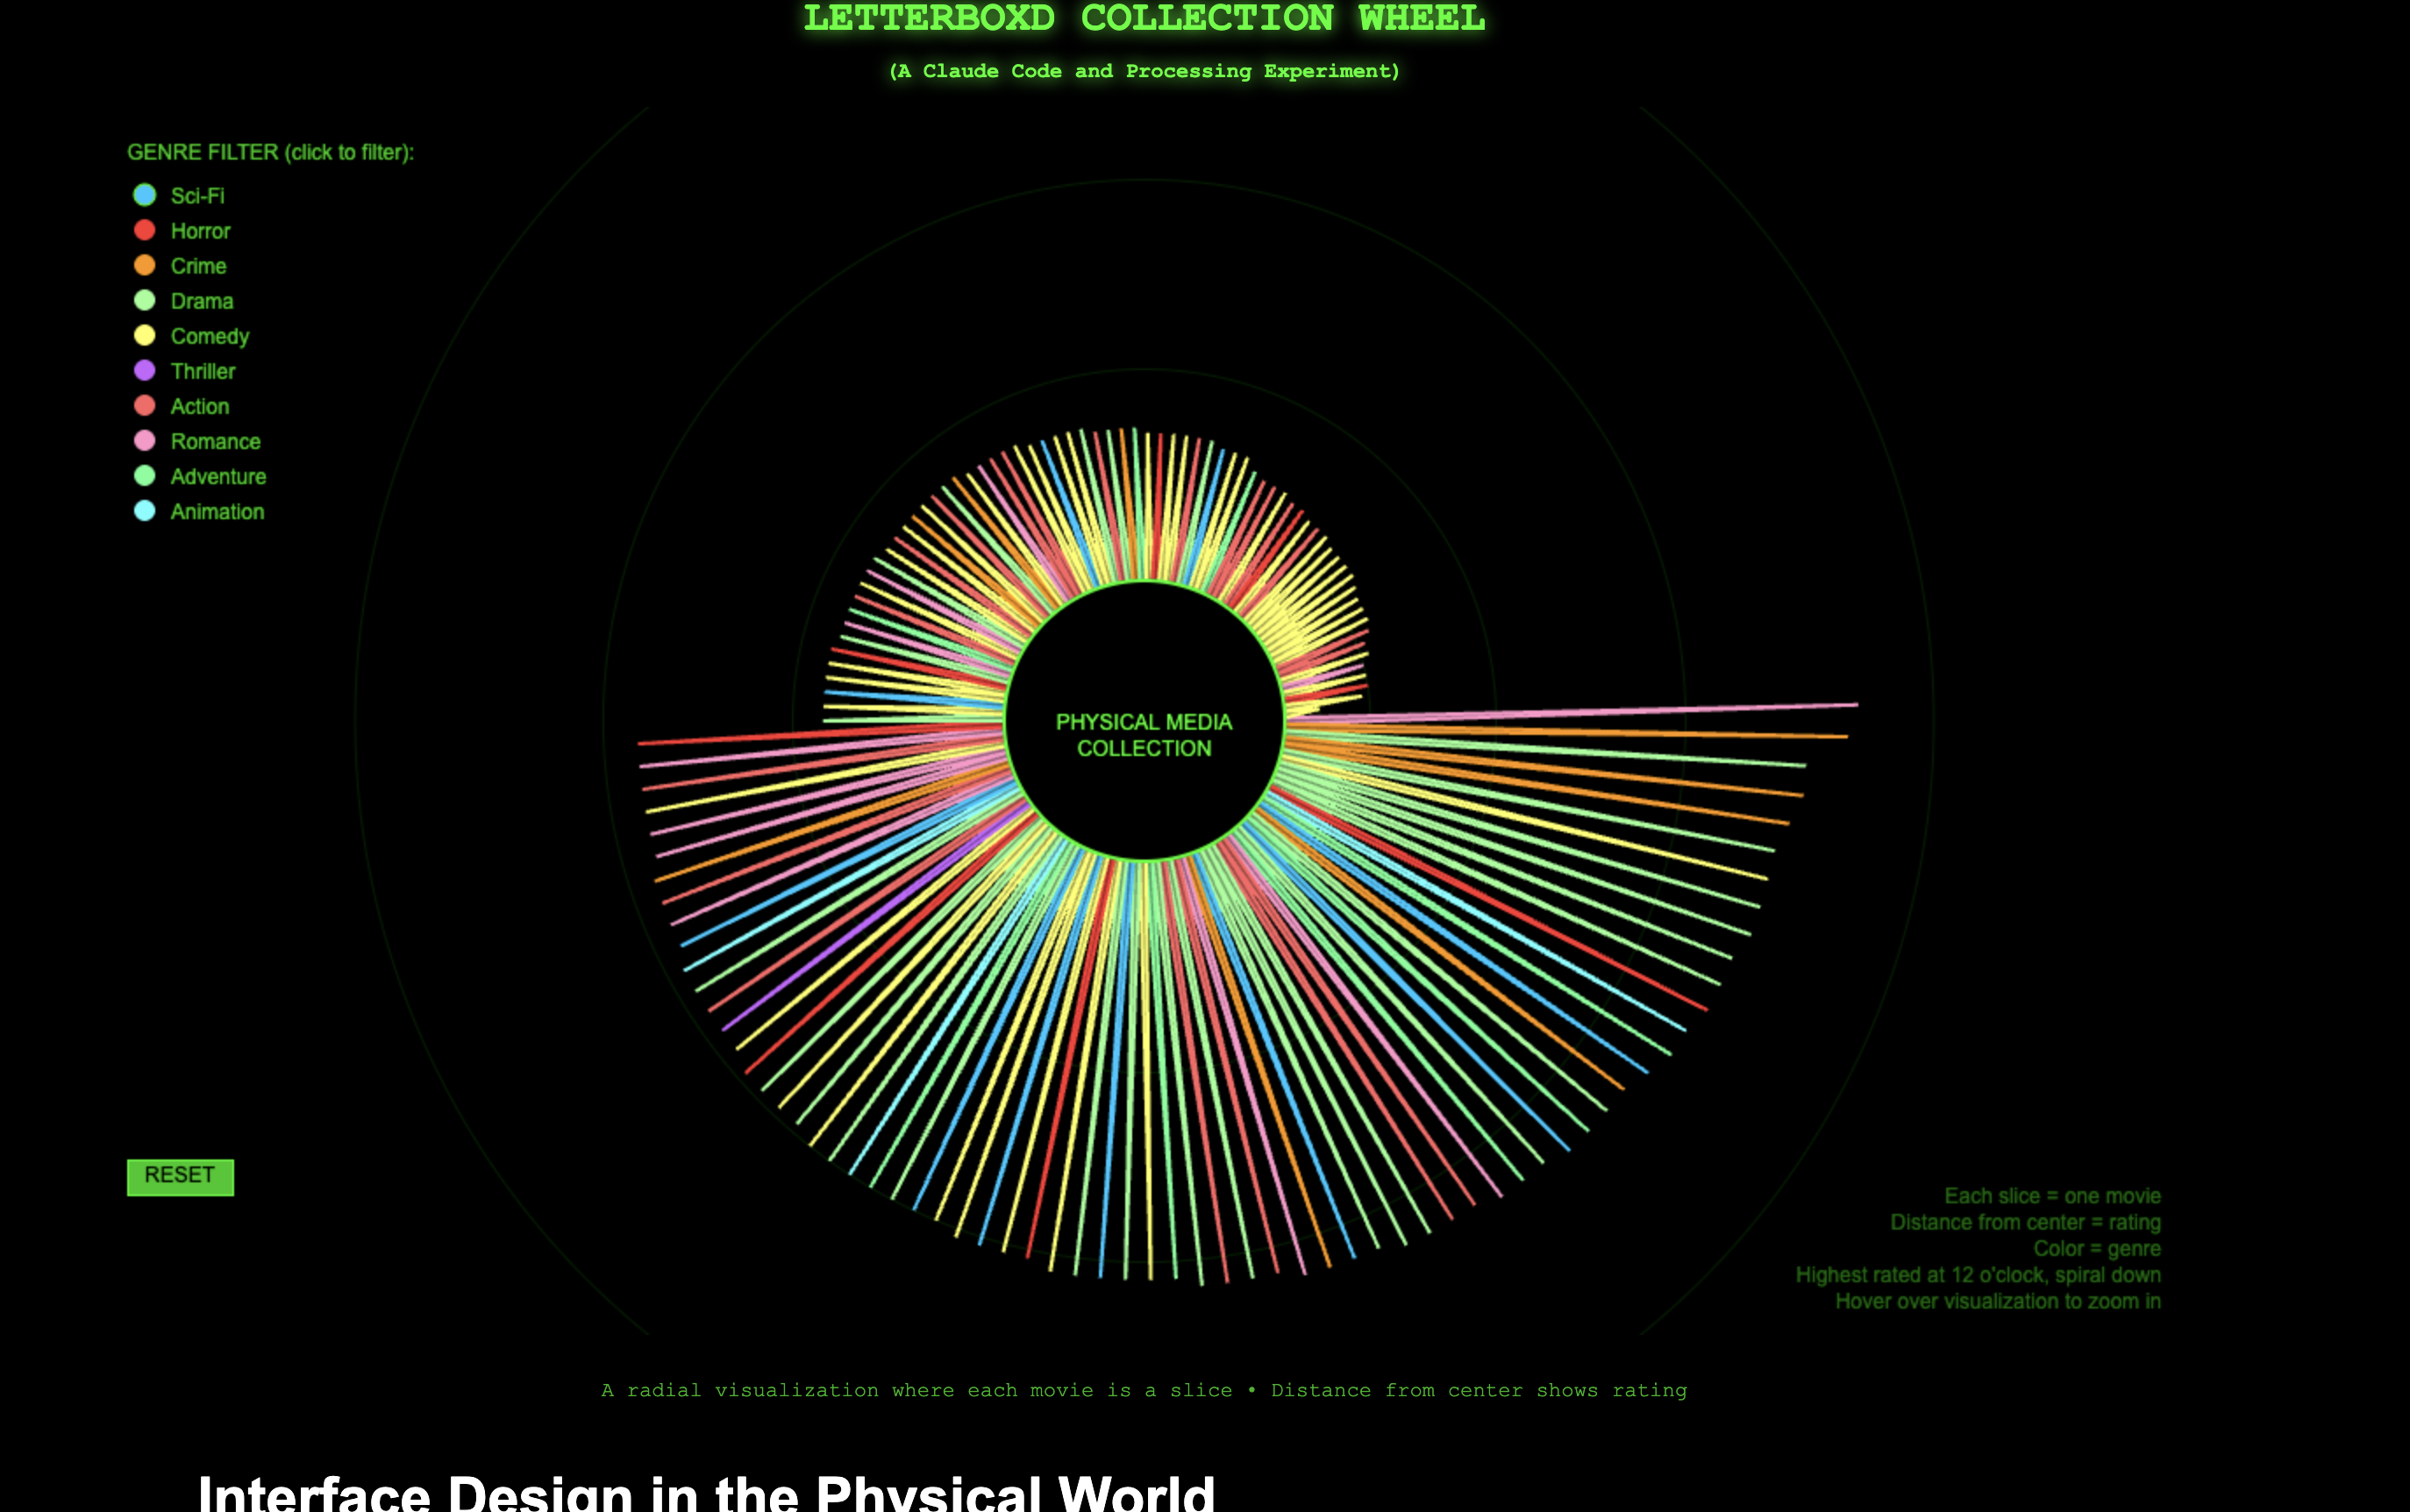 LETTERBOXD COLLECTION WHEEL
(A Claude Code and Processing Experiment)
GENRE FILTER (click to filter):
Sci-Fi
Horror
Crime
Drama
Comedy
Thriller
Action
Romance
Adventure
Animation
PHYSICAL MEDIA
COLLECTION
RESET
Each slice = one movie
Distance from center = rating
Color = genre
Highest rated at 12 o'clock, spiral down
Hover over visualization to zoom in
A radial visualization where each movie is a slice • Distance from center shows rating
Interface Design in the Physical World